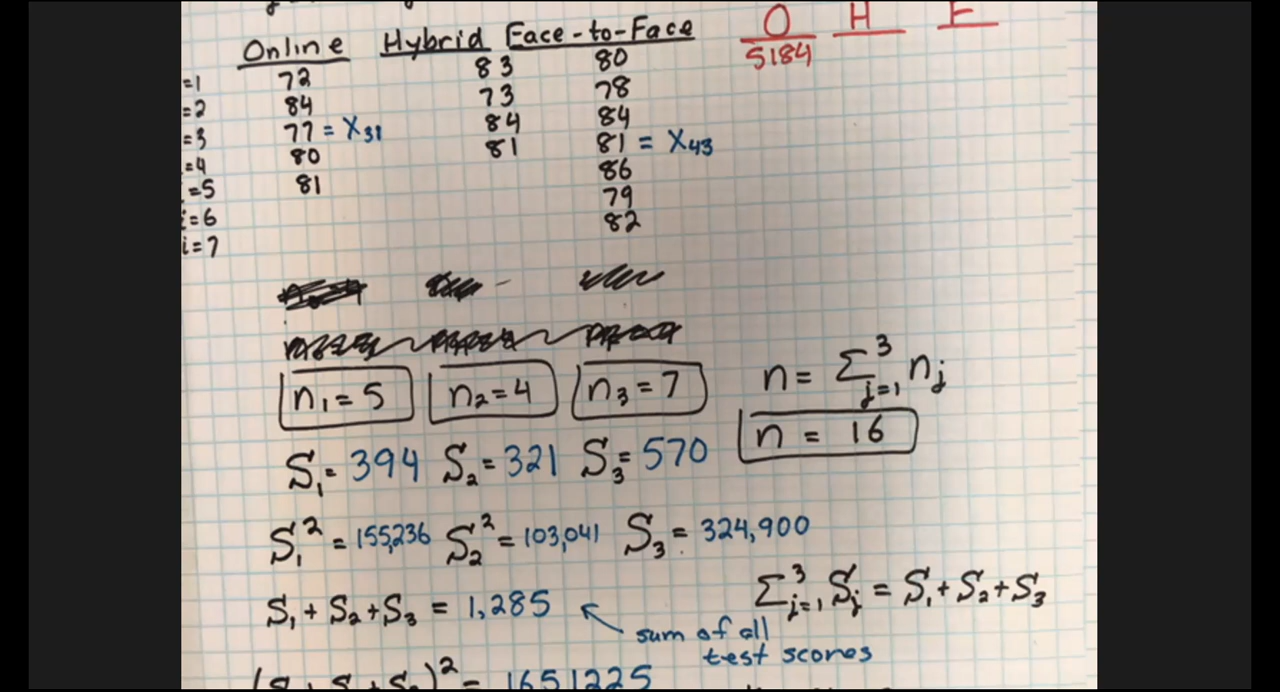 Online Hybrid Face-to-Face O H F
=1 72 83 80 5184
=2 84 73 78
=3 77 = X31 84 84
=4 80 81 81 = X43
=5 81 86
i=6 79
i=7 82
n1 = 5 n2 = 4 n3 = 7 n = Σ³j=1 nj
n = 16
S1 = 394 S2 = 321 S3 = 570
S1² = 155,236 S2² = 103,041 S3 = 324,900
Σ³j=1 Sj = S1 + S2 + S3
S1 + S2 + S3 = 1,285
sum of all
test scores
)² = 1651225